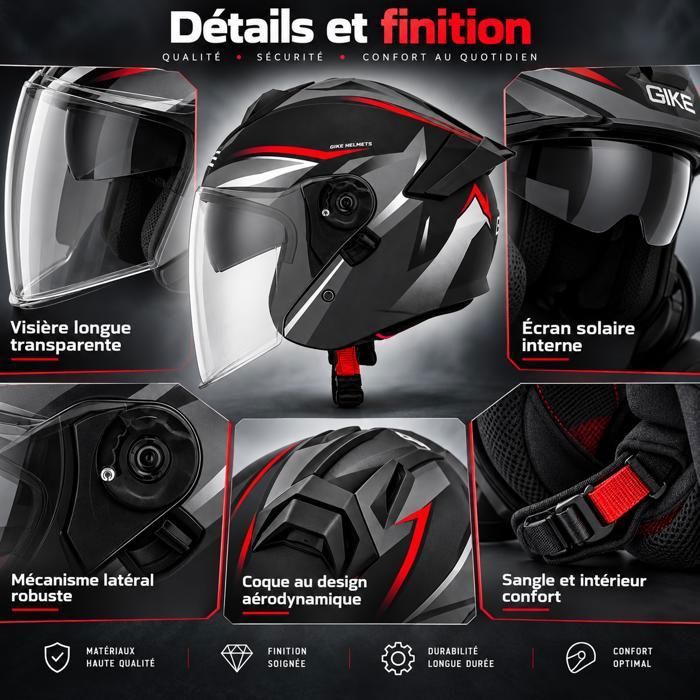 Détails et finition
QUALITÉ • SÉCURITÉ • CONFORT AU QUOTIDIEN
GIKE
GIKE HELMETS
Visière longue
transparente
Écran solaire
interne
Mécanisme latéral
robuste
Coque au design
aérodynamique
Sangle et intérieur
confort
MATÉRIAUX
HAUTE QUALITÉ
FINITION
SOIGNÉE
DURABILITÉ
LONGUE DURÉE
CONFORT
OPTIMAL